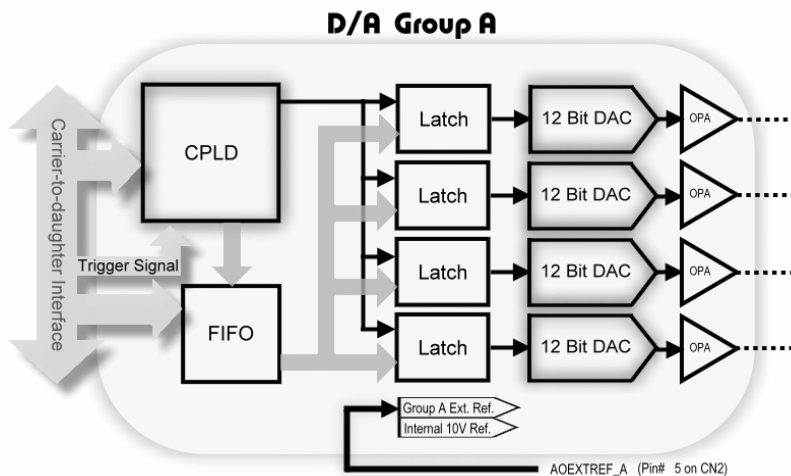 D/A Group A
Carrier-to-daughter Interface
CPLD
Trigger Signal
FIFO
Latch
12 Bit DAC
OPA
Latch
12 Bit DAC
OPA
Latch
12 Bit DAC
OPA
Latch
12 Bit DAC
OPA
Group A Ext. Ref.
Internal 10V Ref.
AOEXTREF_A (Pin# 5 on CN2)